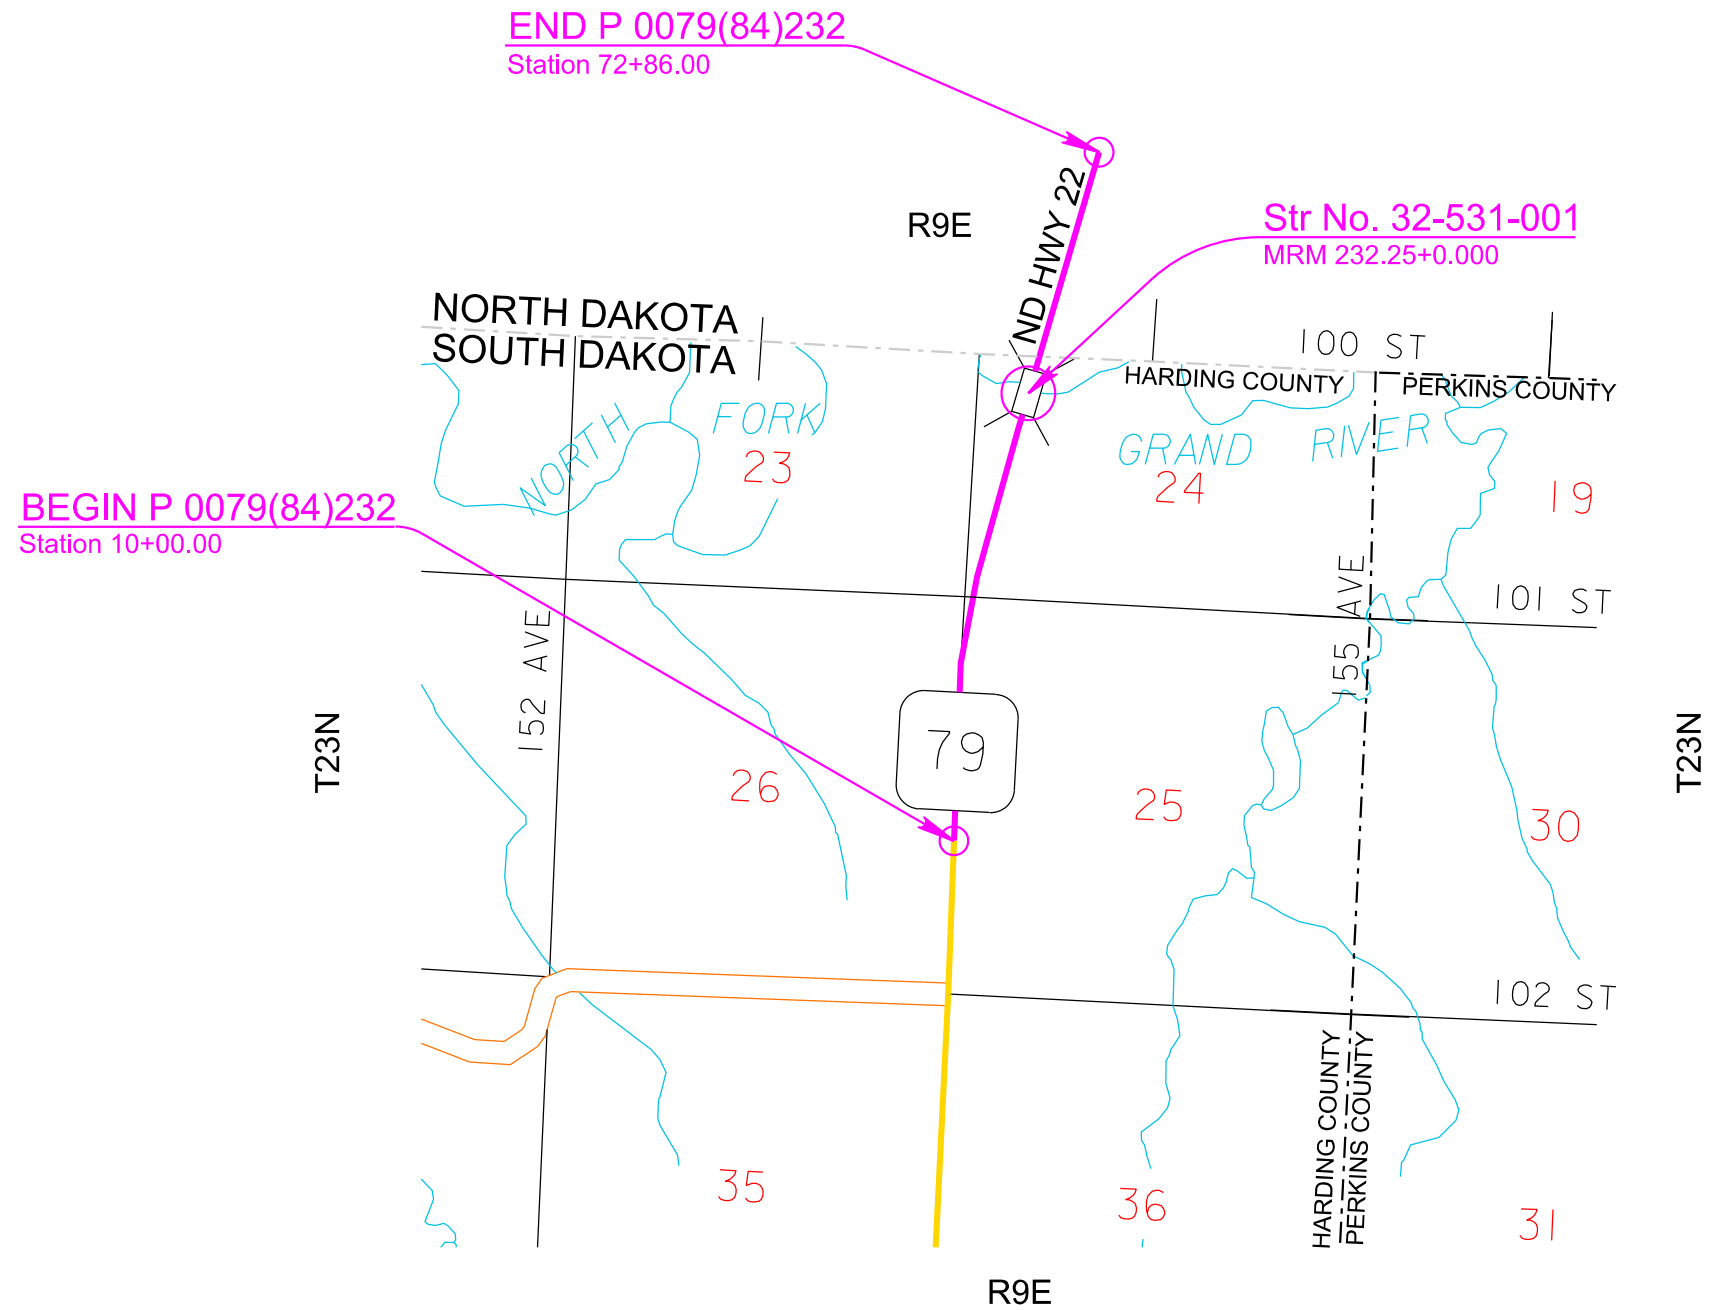 END P 0079(84)232
Station 72+86.00
R9E
ND HWY 22
Str No. 32-531-001
MRM 232.25+0.000
NORTH DAKOTA
SOUTH DAKOTA
100 ST
HARDING COUNTY
PERKINS COUNTY
NORTH
FORK
GRAND
RIVER
23
24
19
BEGIN P 0079(84)232
Station 10+00.00
152 AVE
155 AVE
101 ST
T23N
79
T23N
26
25
30
102 ST
HARDING COUNTY
PERKINS COUNTY
35
36
31
R9E